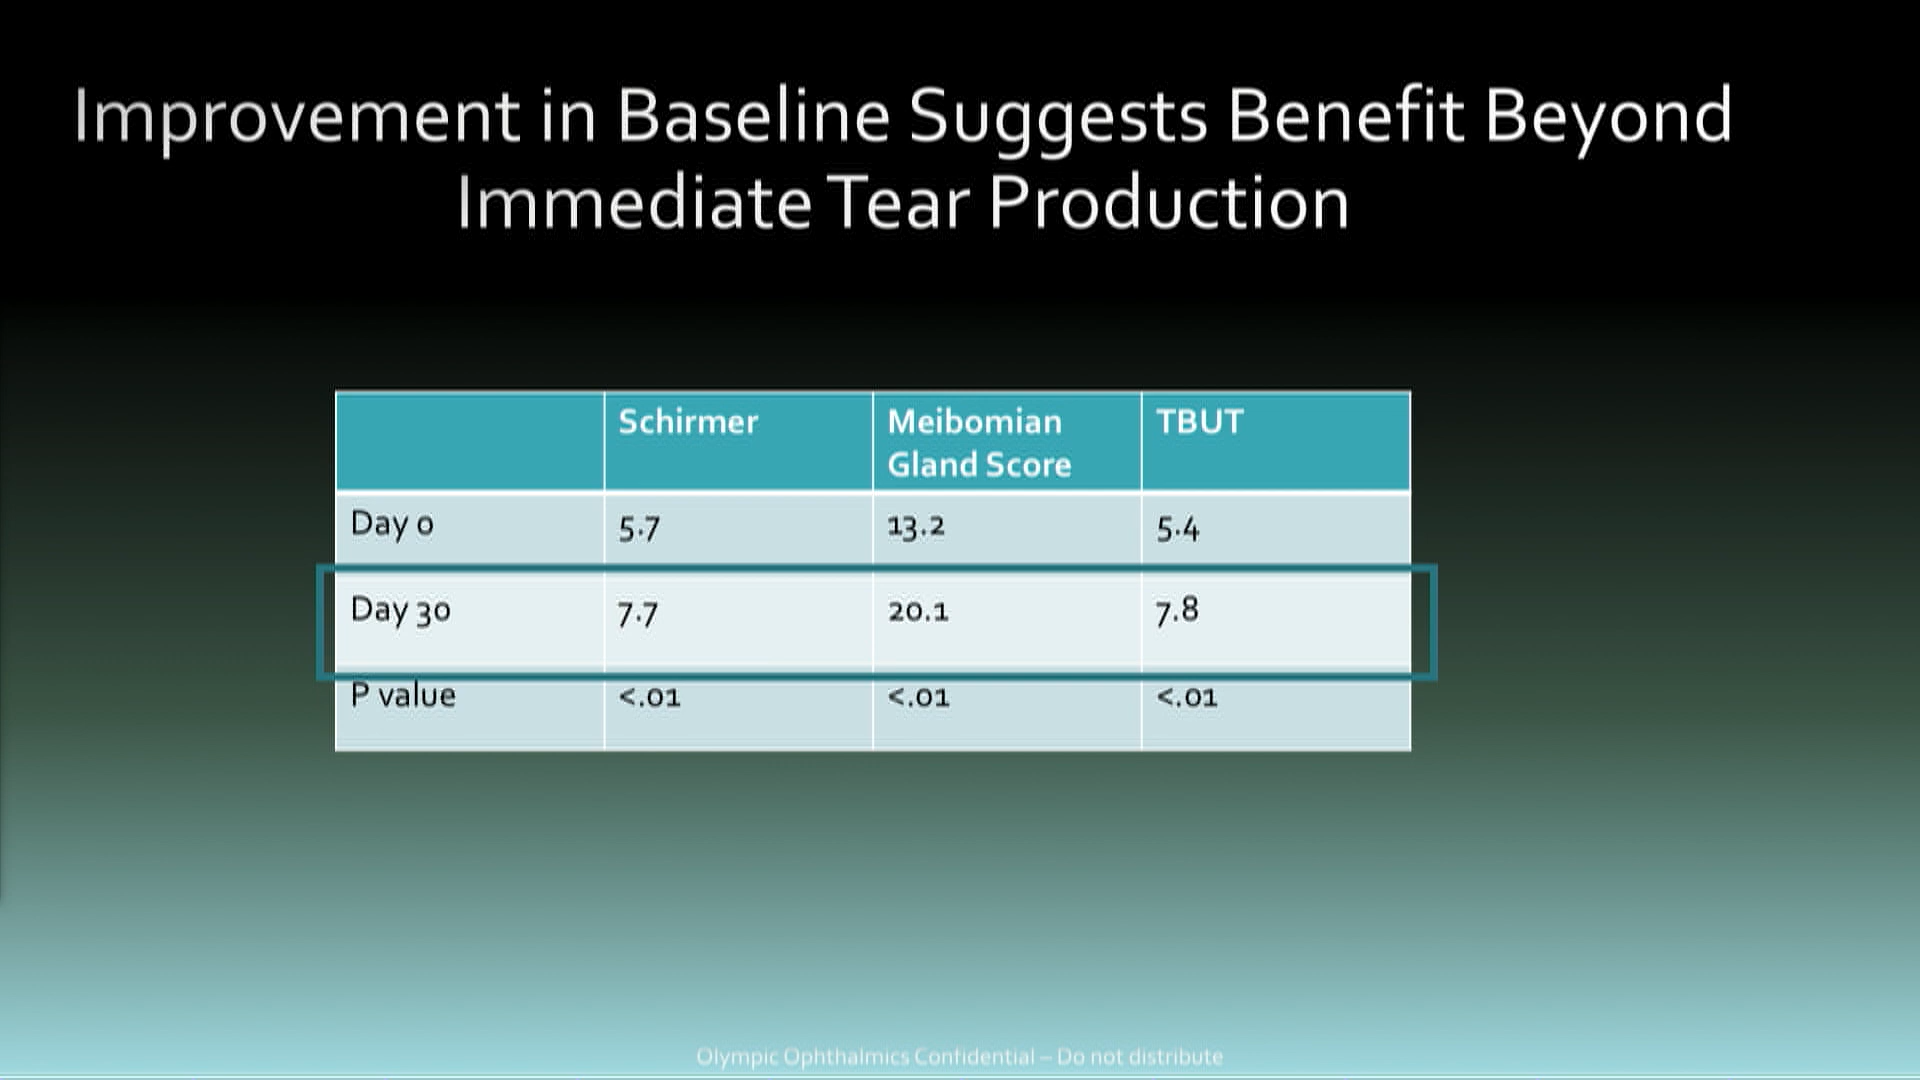 Improvement in Baseline Suggests Benefit Beyond
Immediate Tear Production
Schirmer Meibomian Gland Score TBUT
Day 0 5.7 13.2 5.4
Day 30 7.7 20.1 7.8
P value <.01 <.01 <.01
Olympic Ophthalmics Confidential – Do not distribute